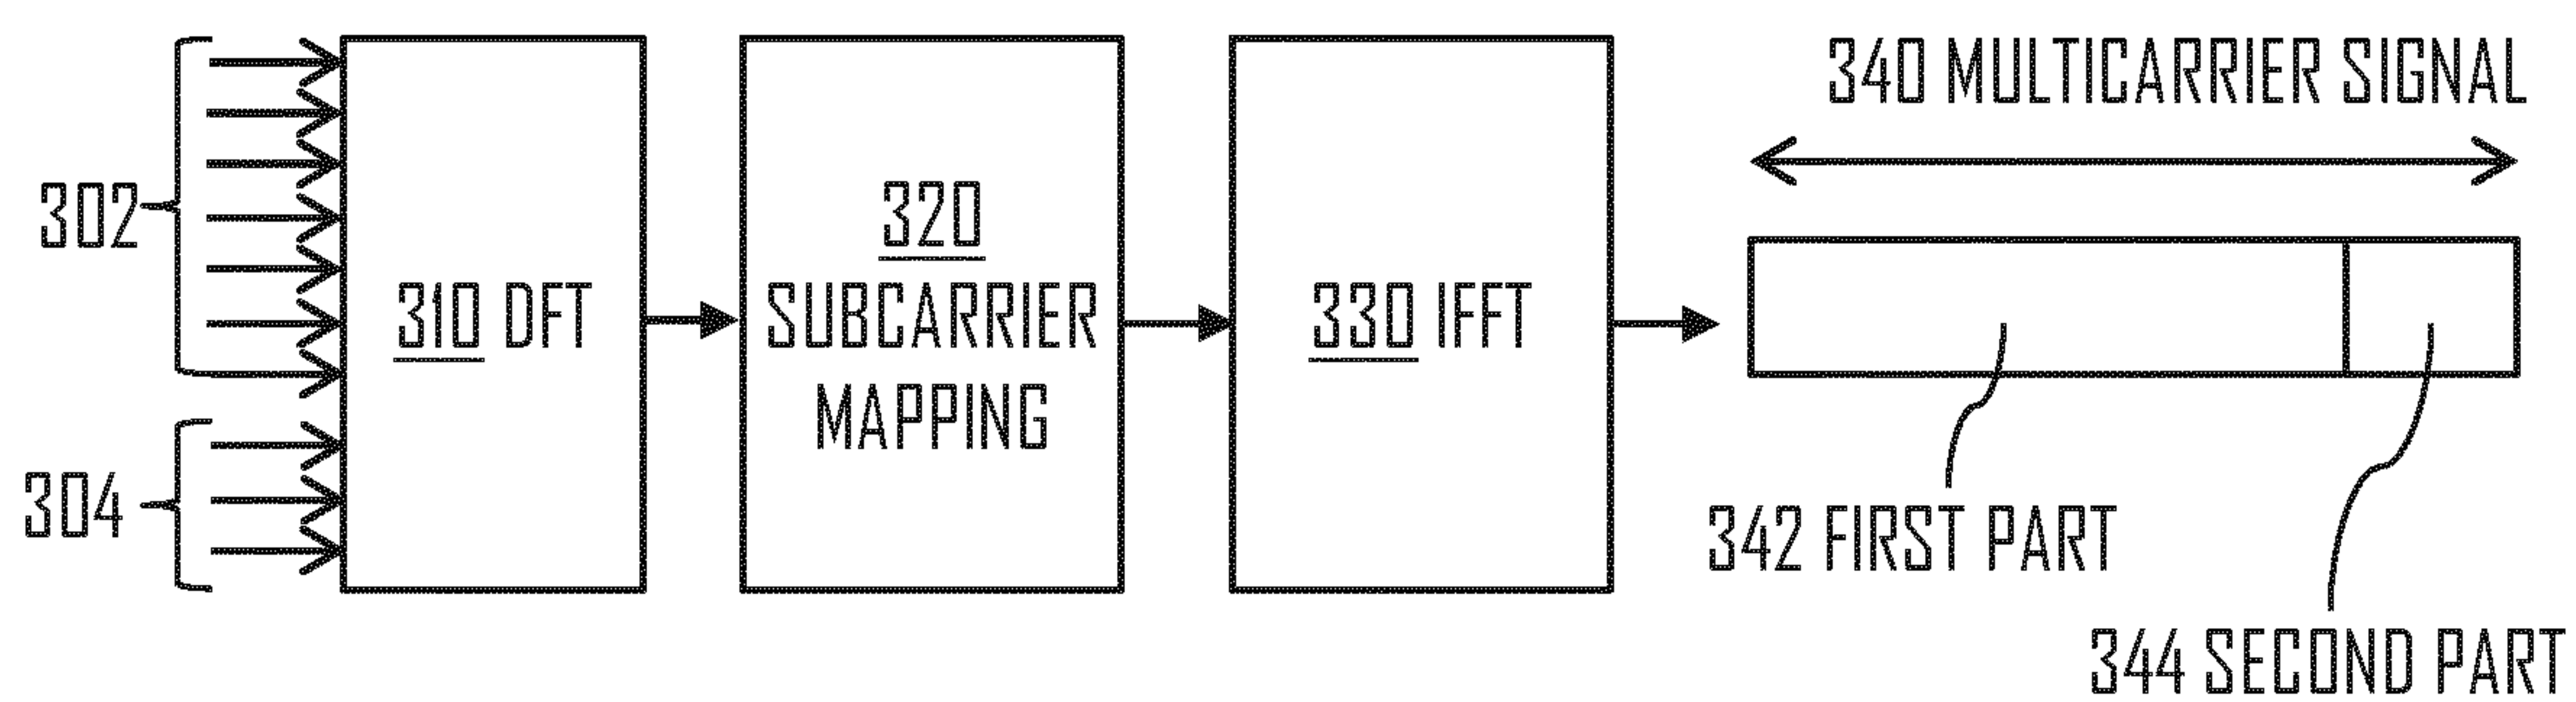 340 MULTICARRIER SIGNAL
302
304
310 DFT
320
SUBCARRIER
MAPPING
330 IFFT
342 FIRST PART
344 SECOND PART